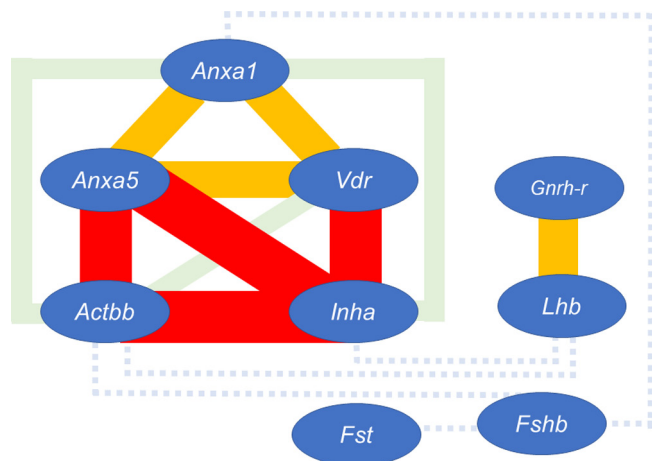 Anxa1
Anxa5
Vdr
Gnrh-r
Actbb
Inha
Lhb
Fst
Fshb